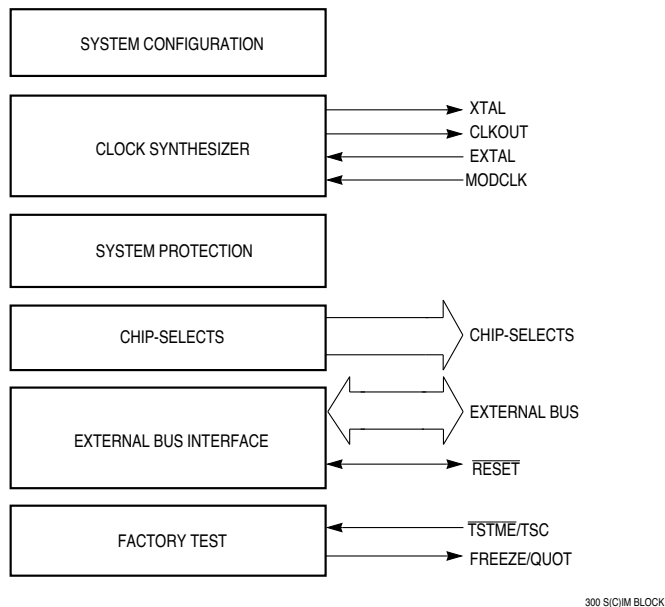 SYSTEM CONFIGURATION
CLOCK SYNTHESIZER
XTAL
CLKOUT
EXTAL
MODCLK
SYSTEM PROTECTION
CHIP-SELECTS
CHIP-SELECTS
EXTERNAL BUS INTERFACE
EXTERNAL BUS
RESET
FACTORY TEST
TSTME/TSC
FREEZE/QUOT
300 S(C)IM BLOCK